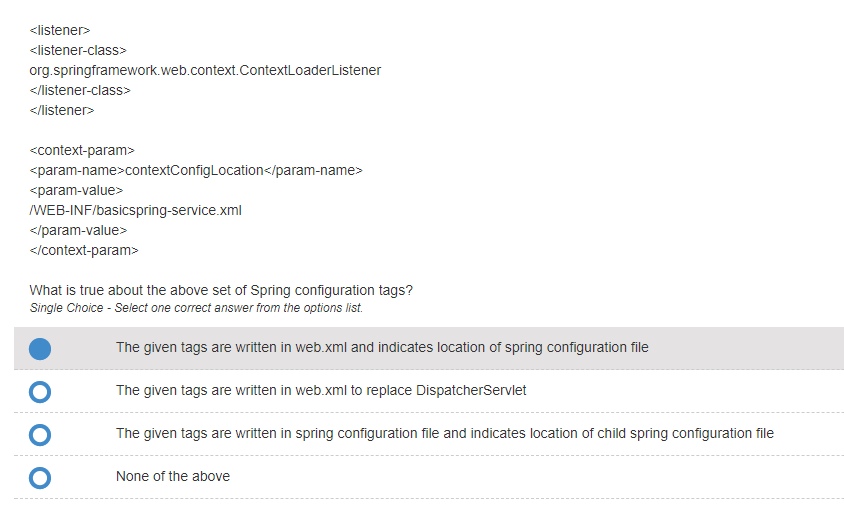 <listener>
<listener-class>
org.springframework.web.context.ContextLoaderListener
</listener-class>
</listener>
<context-param>
<param-name>contextConfigLocation</param-name>
<param-value>
/WEB-INF/basicspring-service.xml
</param-value>
</context-param>
What is true about the above set of Spring configuration tags?
Single Choice - Select one correct answer from the options list.
The given tags are written in web.xml and indicates location of spring configuration file
The given tags are written in web.xml to replace DispatcherServlet
The given tags are written in spring configuration file and indicates location of child spring configuration file
None of the above